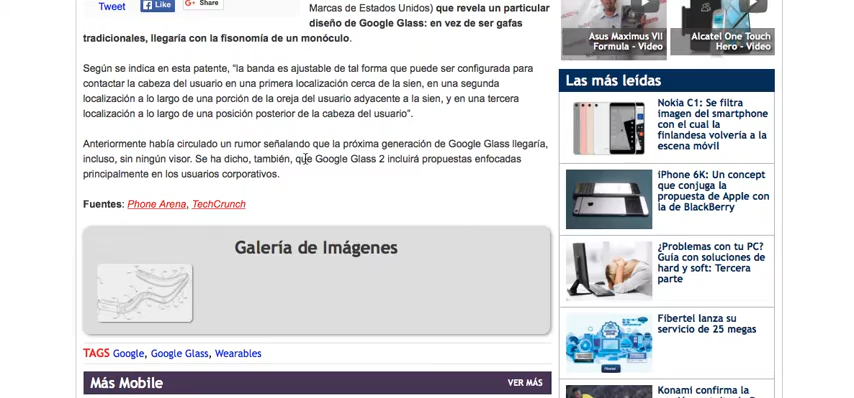 Tweet
Like
Share
Marcas de Estados Unidos) que revela un particular
diseño de Google Glass: en vez de ser gafas
tradicionales, llegaría con la fisonomía de un monóculo.
Según se indica en esta patente, “la banda es ajustable de tal forma que puede ser configurada para
contactar la cabeza del usuario en una primera localización cerca de la sien, en una segunda
localización a lo largo de una porción de la oreja del usuario adyacente a la sien, y en una tercera
localización a lo largo de una posición posterior de la cabeza del usuario”.
Anteriormente había circulado un rumor señalando que la próxima generación de Google Glass llegaría,
incluso, sin ningún visor. Se ha dicho, también, que Google Glass 2 incluirá propuestas enfocadas
principalmente en los usuarios corporativos.
Fuentes: Phone Arena, TechCrunch
Galería de Imágenes
TAGS Google, Google Glass, Wearables
Más Mobile
VER MÁS
Asus Maximus VII
Formula - Video
Alcatel One Touch
Hero - Video
Las más leídas
Nokia C1: Se filtra
imagen del smartphone
con el cual la
finlandesa volvería a la
escena móvil
iPhone 6K: Un concept
que conjuga la
propuesta de Apple con
la de BlackBerry
¿Problemas con tu PC?
Guía con soluciones de
hard y soft: Tercera
parte
Fibertel lanza su
servicio de 25 megas
Konami confirma la